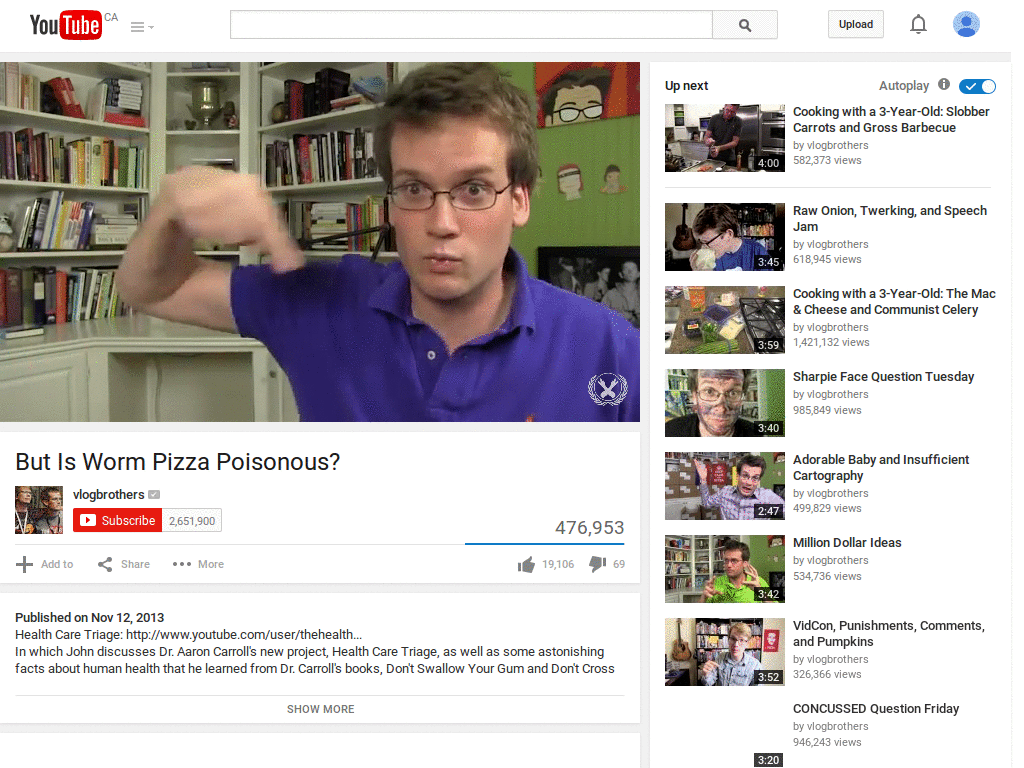 YouTube CA
Upload
But Is Worm Pizza Poisonous?
vlogbrothers
Subscribe 2,651,900
476,953
Add to Share More 19,106 69
Published on Nov 12, 2013
Health Care Triage: http://www.youtube.com/user/thehealth...
In which John discusses Dr. Aaron Carroll's new project, Health Care Triage, as well as some astonishing
facts about human health that he learned from Dr. Carroll's books, Don't Swallow Your Gum and Don't Cross
SHOW MORE
Up next Autoplay
4:00
Cooking with a 3-Year-Old: Slobber
Carrots and Gross Barbecue
by vlogbrothers
582,373 views
3:45
Raw Onion, Twerking, and Speech
Jam
by vlogbrothers
618,945 views
3:59
Cooking with a 3-Year-Old: The Mac
& Cheese and Communist Celery
by vlogbrothers
1,421,132 views
3:40
Sharpie Face Question Tuesday
by vlogbrothers
985,849 views
2:47
Adorable Baby and Insufficient
Cartography
by vlogbrothers
499,829 views
3:42
Million Dollar Ideas
by vlogbrothers
534,736 views
3:52
VidCon, Punishments, Comments,
and Pumpkins
by vlogbrothers
326,366 views
3:20
CONCUSSED Question Friday
by vlogbrothers
946,243 views